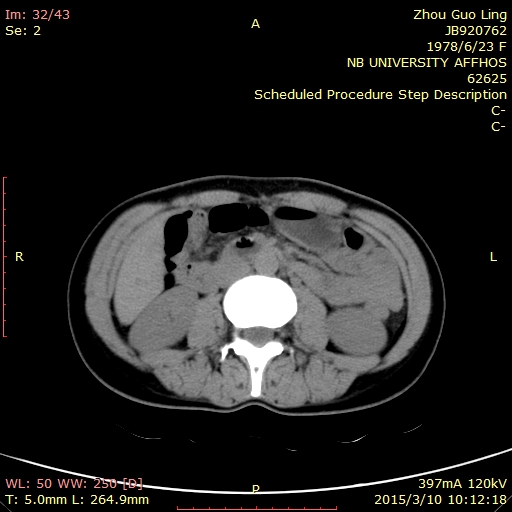 Im: 32/43
Se: 2
A
Zhou Guo Ling
JB920762
1978/6/23 F
NB UNIVERSITY AFFHOS
62625
Scheduled Procedure Step Description
C-
C-
R
L
WL: 50 WW: 250 [D]
T: 5.0mm L: 264.9mm
P
397mA 120kV
2015/3/10 10:12:18